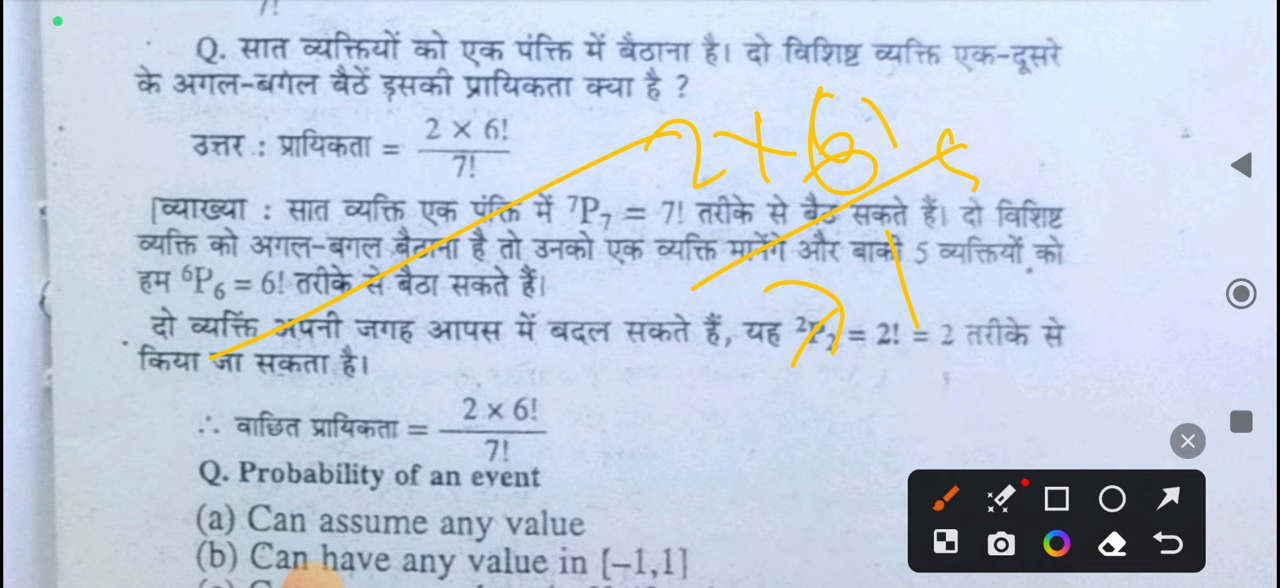 7!
Q. सात व्यक्तियों को एक पंक्ति में बैठाना है। दो विशिष्ट व्यक्ति एक-दूसरे
के अगल-बगल बैठें इसकी प्रायिकता क्या है ?
उत्तर : प्रायिकता = 2 × 6! / 7!
2 × 6!
7!
[व्याख्या : सात व्यक्ति एक पंक्ति में ⁷P₇ = 7! तरीके से बैठ सकते हैं। दो विशिष्ट
व्यक्ति को अगल-बगल बैठाना है तो उनको एक व्यक्ति मानेंगे और बाकी 5 व्यक्तियों को
हम ⁶P₆ = 6! तरीके से बैठा सकते हैं।
दो व्यक्ति अपनी जगह आपस में बदल सकते हैं, यह ²P₂ = 2! = 2 तरीके से
किया जा सकता है।
∴ वाछित प्रायिकता = 2 × 6! / 7!
Q. Probability of an event
(a) Can assume any value
(b) Can have any value in [−1,1]